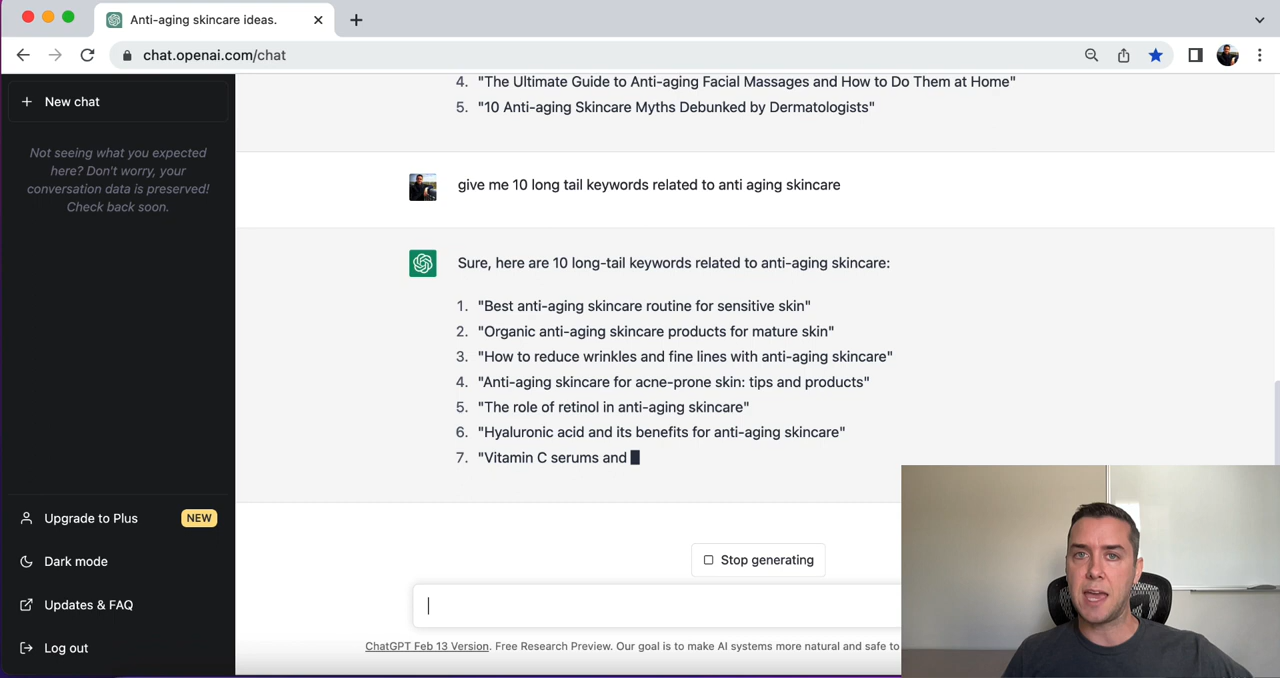 Anti-aging skincare ideas.
chat.openai.com/chat
New chat
Not seeing what you expected
here? Don't worry, your
conversation data is preserved!
Check back soon.
Upgrade to Plus NEW
Dark mode
Updates & FAQ
Log out
4. "The Ultimate Guide to Anti-aging Facial Massages and How to Do Them at Home"
5. "10 Anti-aging Skincare Myths Debunked by Dermatologists"
give me 10 long tail keywords related to anti aging skincare
Sure, here are 10 long-tail keywords related to anti-aging skincare:
1. "Best anti-aging skincare routine for sensitive skin"
2. "Organic anti-aging skincare products for mature skin"
3. "How to reduce wrinkles and fine lines with anti-aging skincare"
4. "Anti-aging skincare for acne-prone skin: tips and products"
5. "The role of retinol in anti-aging skincare"
6. "Hyaluronic acid and its benefits for anti-aging skincare"
7. "Vitamin C serums and
Stop generating
ChatGPT Feb 13 Version. Free Research Preview. Our goal is to make AI systems more natural and safe to